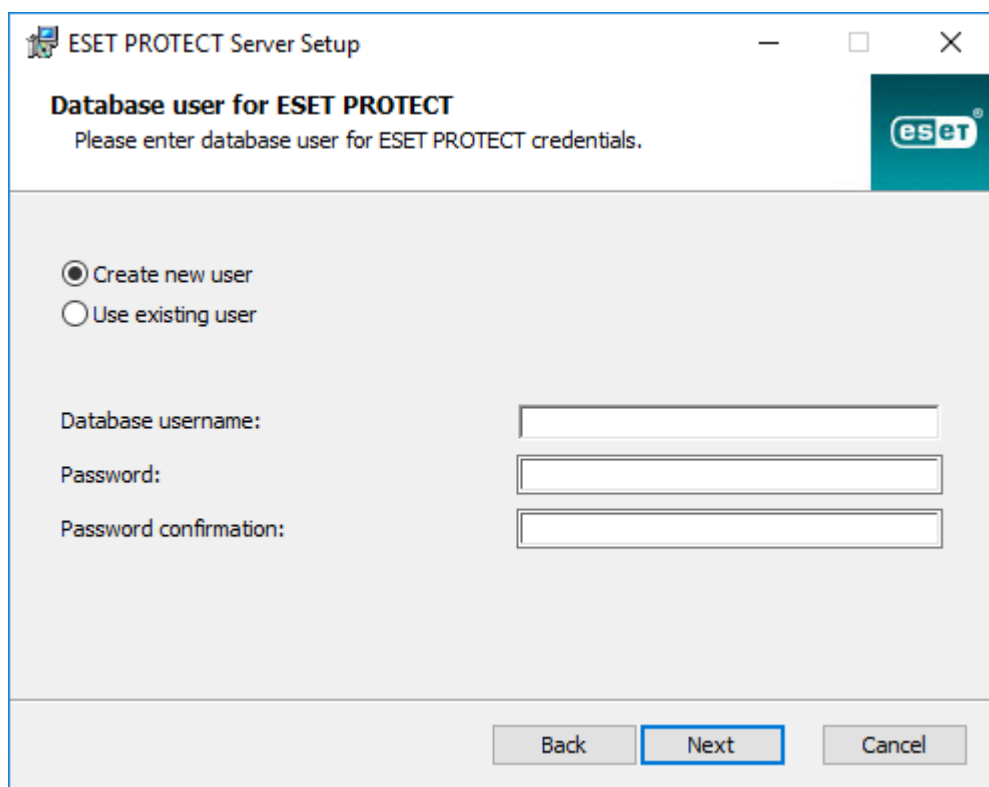 ESET PROTECT Server Setup
Database user for ESET PROTECT
Please enter database user for ESET PROTECT credentials.
eseT®
Create new user
Use existing user
Database username:
Password:
Password confirmation:
Back Next Cancel